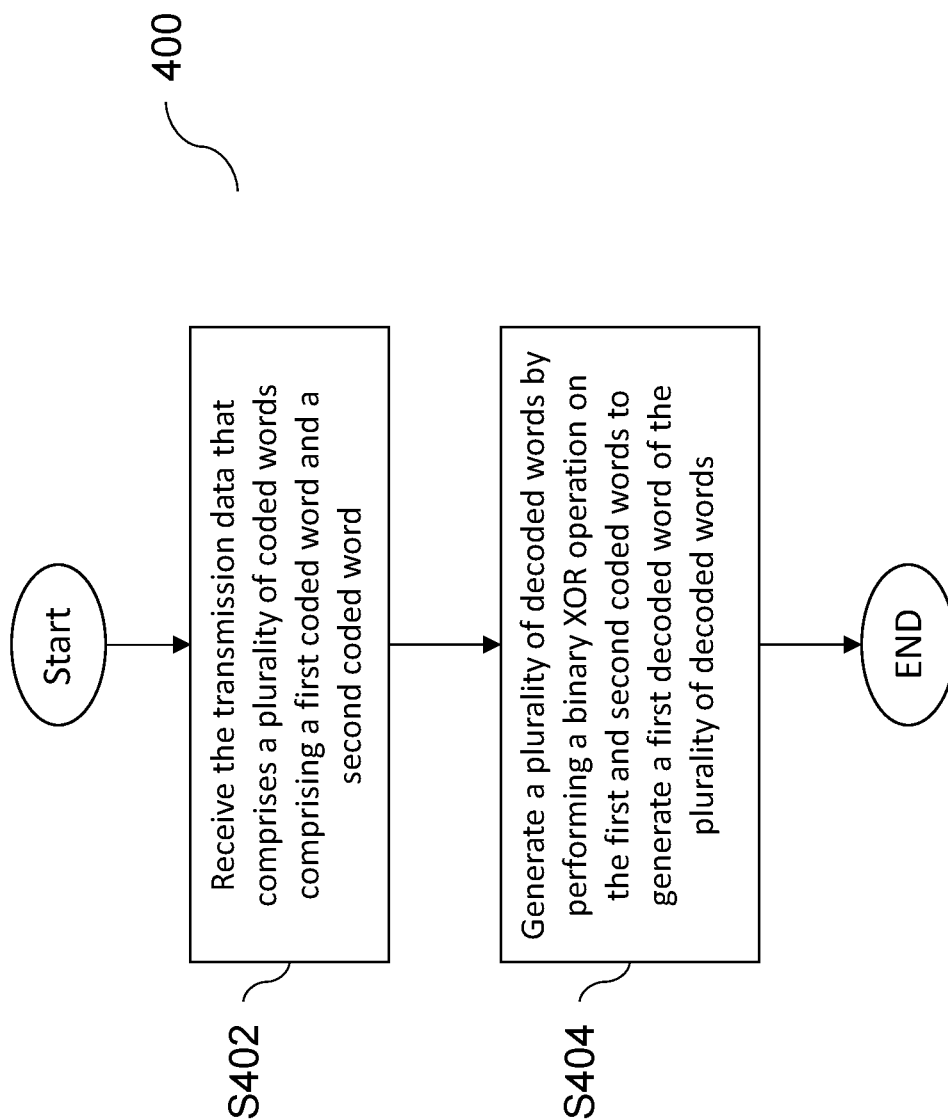 400
Start
S402
Receive the transmission data that
comprises a plurality of coded words
comprising a first coded word and a
second coded word
S404
Generate a plurality of decoded words by
performing a binary XOR operation on
the first and second coded words to
generate a first decoded word of the
plurality of decoded words
END